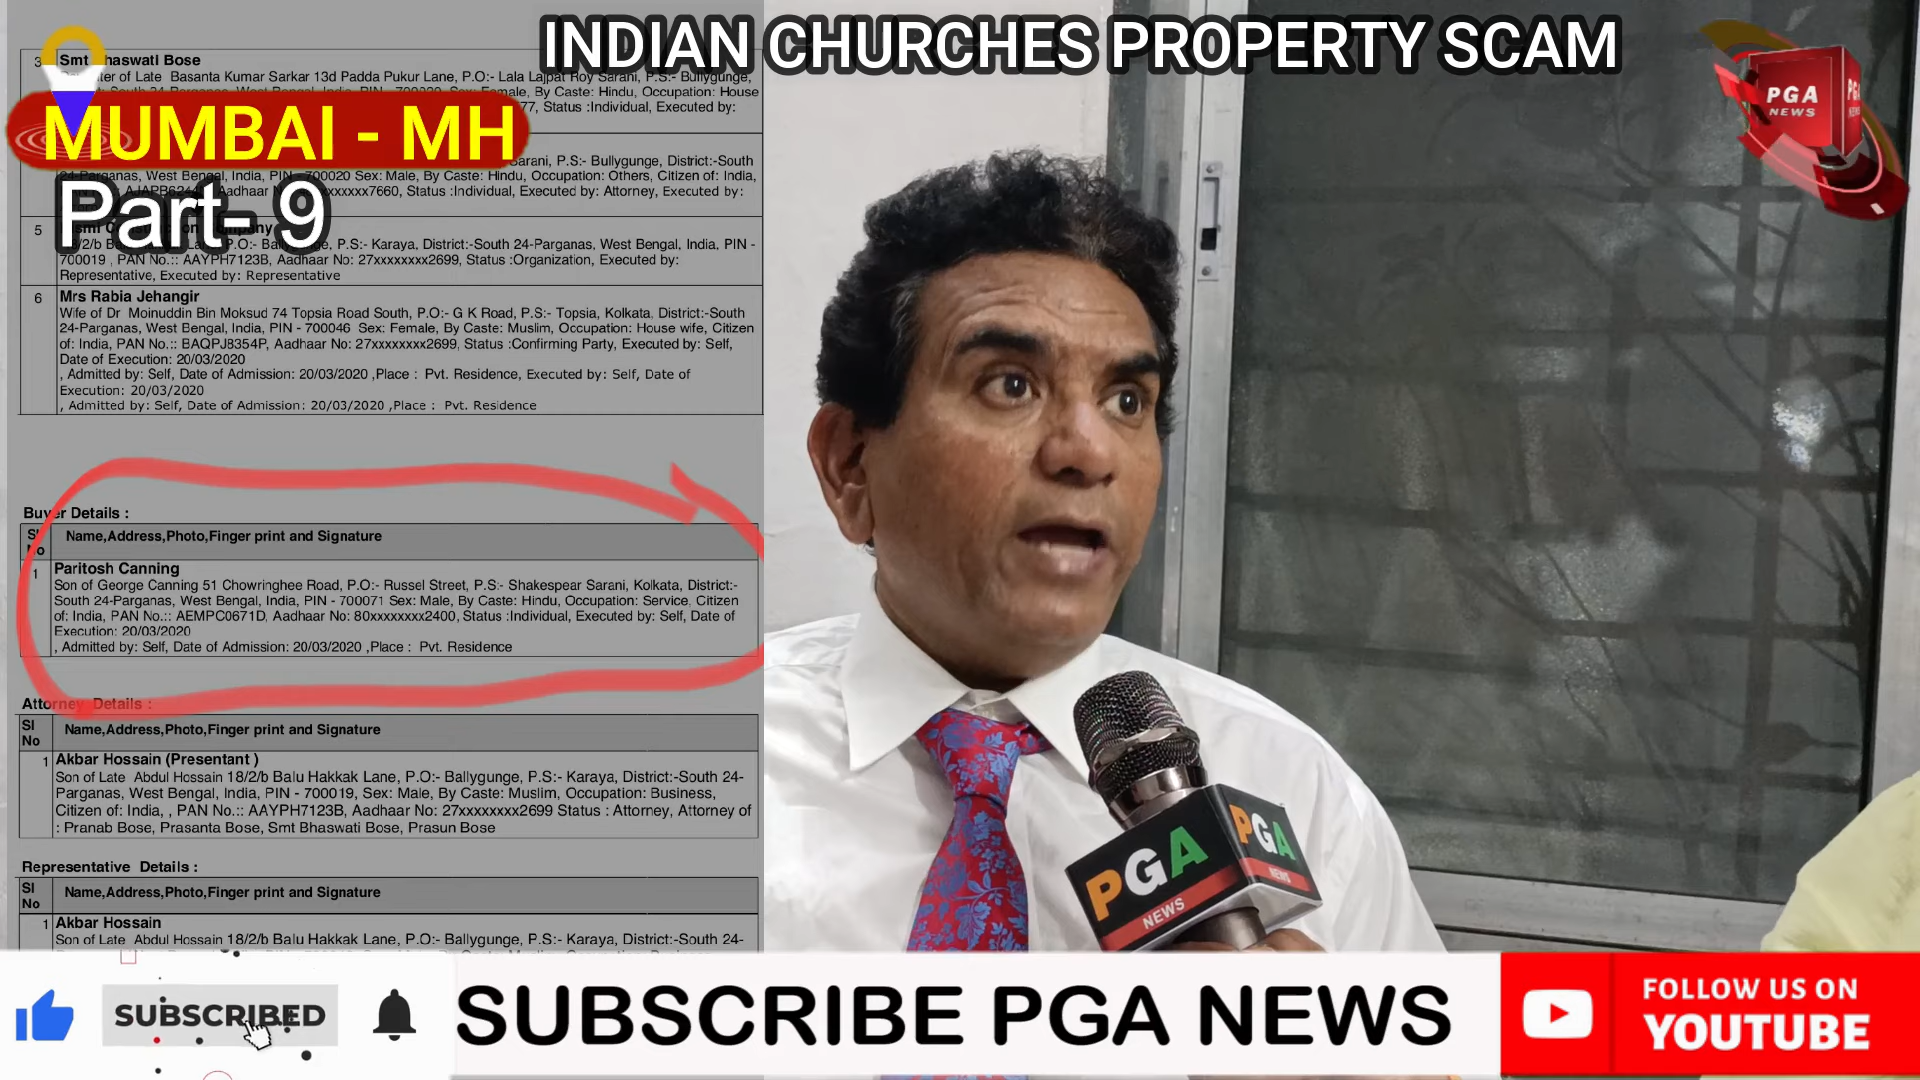 INDIAN CHURCHES PROPERTY SCAM
MUMBAI - MH
Part- 9
PGA
NEWS
3 Smt Bhaswati Bose
of Late Basanta Kumar Sarkar 13d Padda Pukur Lane, P.O:- Lala Lajpat Roy Sarani, P.S:- Bullygunge,
By Caste: Hindu, Occupation: House
77, Status :Individual, Executed by:
Sarani, P.S:- Bullygunge, District:-South
24-Parganas, West Bengal, India, PIN - 700020 Sex: Male, By Caste: Hindu, Occupation: Others, Citizen of: India,
Aadhaar xxxxxxx7660, Status :Individual, Executed by: Attorney, Executed by:
5
P.O:- P.S:- Karaya, District:-South 24-Parganas, West Bengal, India, PIN -
700019 , PAN No.:: AAYPH7123B, Aadhaar No: 27xxxxxxxx2699, Status :Organization, Executed by:
Representative, Executed by: Representative
6 Mrs Rabia Jehangir
Wife of Dr Moinuddin Bin Moksud 74 Topsia Road South, P.O:- G K Road, P.S:- Topsia, Kolkata, District:-South
24-Parganas, West Bengal, India, PIN - 700046 Sex: Female, By Caste: Muslim, Occupation: House wife, Citizen
of: India, PAN No.:: BAQPJ8354P, Aadhaar No: 27xxxxxxxx2699, Status :Confirming Party, Executed by: Self,
Date of Execution: 20/03/2020
, Admitted by: Self, Date of Admission: 20/03/2020 ,Place : Pvt. Residence, Executed by: Self, Date of
Execution: 20/03/2020
, Admitted by: Self, Date of Admission: 20/03/2020 ,Place : Pvt. Residence
Buyer Details :
Sl No Name,Address,Photo,Finger print and Signature
1 Paritosh Canning
Son of George Canning 51 Chowringhee Road, P.O:- Russel Street, P.S:- Shakespear Sarani, Kolkata, District:-
South 24-Parganas, West Bengal, India, PIN - 700071 Sex: Male, By Caste: Hindu, Occupation: Service, Citizen
of: India, PAN No.:: AEMPC0671D, Aadhaar No: 80xxxxxxxx2400, Status :Individual, Executed by: Self, Date of
Execution: 20/03/2020
, Admitted by: Self, Date of Admission: 20/03/2020 ,Place : Pvt. Residence
Attorney Details :
Sl No Name,Address,Photo,Finger print and Signature
1 Akbar Hossain (Presentant )
Son of Late Abdul Hossain 18/2/b Balu Hakkak Lane, P.O:- Ballygunge, P.S:- Karaya, District:-South 24-
Parganas, West Bengal, India, PIN - 700019, Sex: Male, By Caste: Muslim, Occupation: Business,
Citizen of: India, , PAN No.:: AAYPH7123B, Aadhaar No: 27xxxxxxxx2699 Status : Attorney, Attorney of
: Pranab Bose, Prasanta Bose, Smt Bhaswati Bose, Prasun Bose
Representative Details :
Sl No Name,Address,Photo,Finger print and Signature
1 Akbar Hossain
Son of Late Abdul Hossain 18/2/b Balu Hakkak Lane, P.O:- Ballygunge, P.S:- Karaya, District:-South 24-
PGA
NEWS
PGA
NEWS
SUBSCRIBED
SUBSCRIBE PGA NEWS
FOLLOW US ON
YOUTUBE